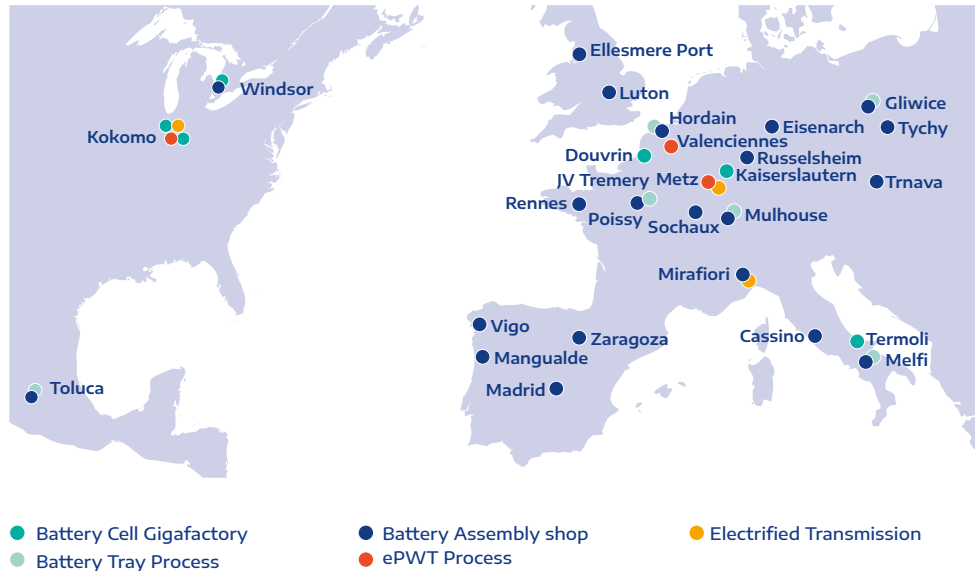 Ellesmere Port
Windsor
Luton
Gliwice
Hordain
Kokomo
Valenciennes
Eisenarch
Tychy
Douvrin
Russelsheim
JV Tremery
Metz
Kaiserslautern
Trnava
Rennes
Poissy
Sochaux
Mulhouse
Mirafiori
Vigo
Zaragoza
Cassino
Termoli
Mangualde
Melfi
Toluca
Madrid
Battery Cell Gigafactory
Battery Assembly shop
Electrified Transmission
Battery Tray Process
ePWT Process